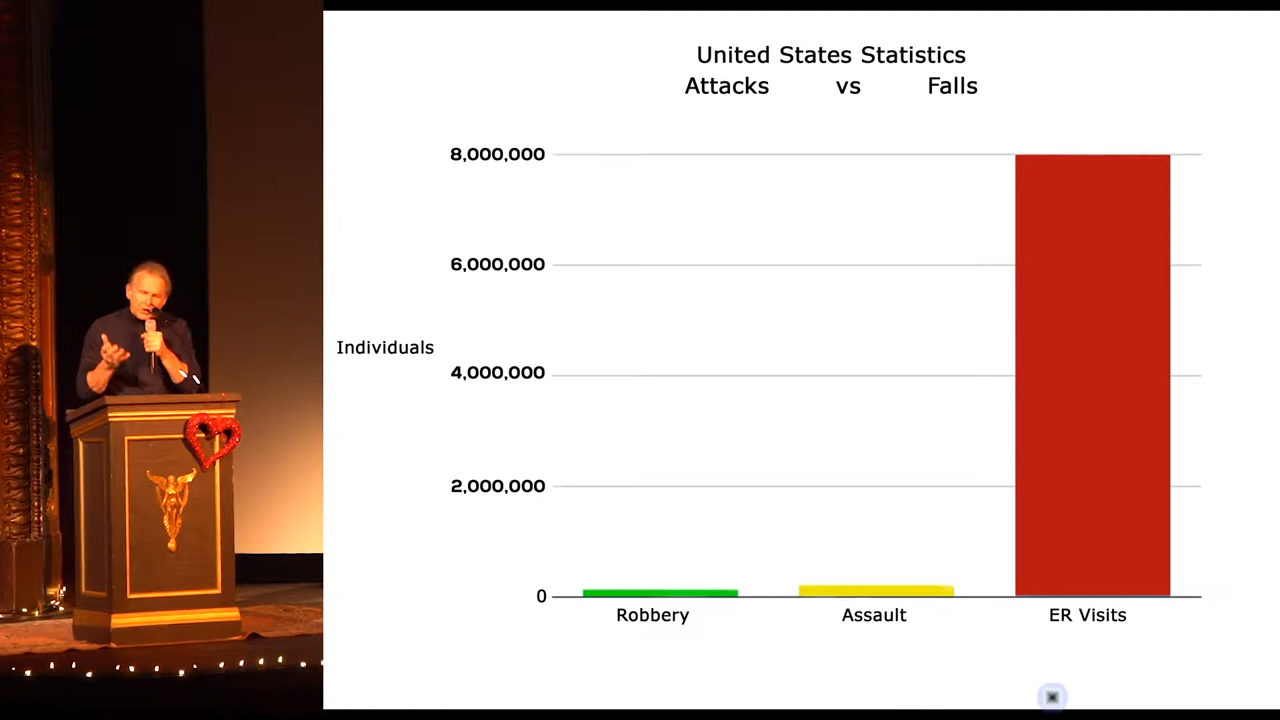 United States Statistics
Attacks vs Falls
8,000,000
6,000,000
Individuals
4,000,000
2,000,000
0
Robbery Assault ER Visits